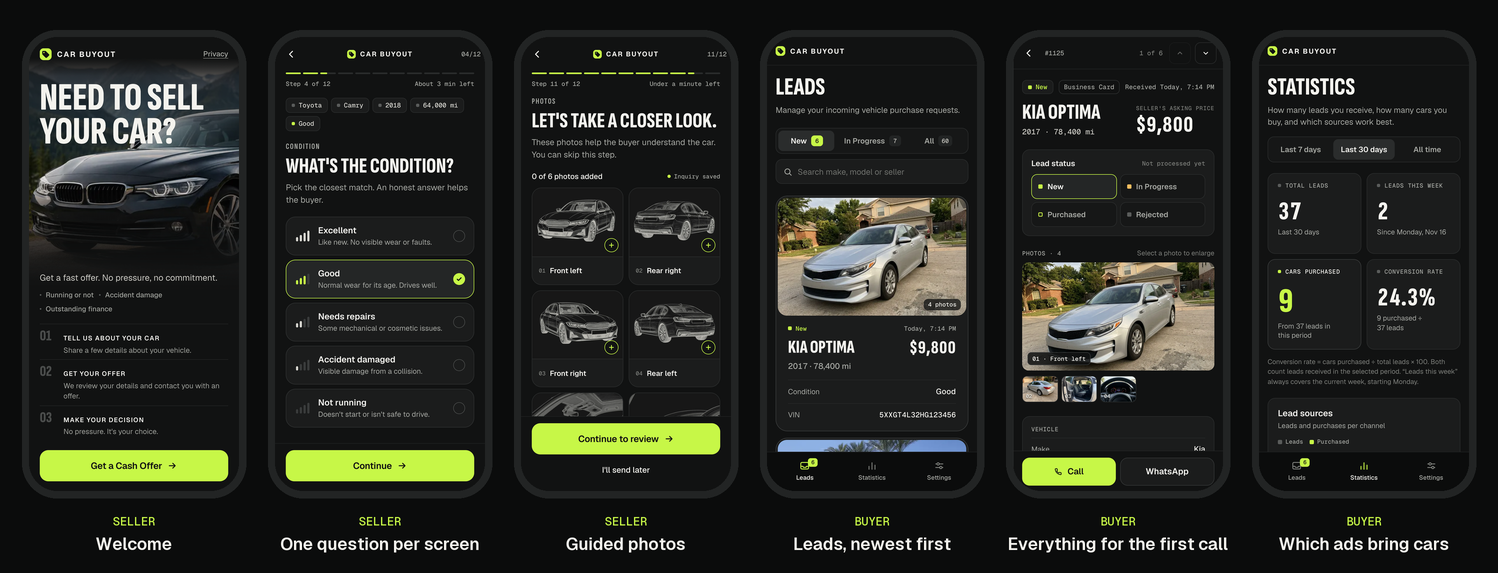 CAR BUYOUT
Privacy
NEED TO SELL
YOUR CAR?
Get a fast offer. No pressure, no commitment.
· Running or not · Accident damage
· Outstanding finance
01 TELL US ABOUT YOUR CAR
Share a few details about your vehicle.
02 GET YOUR OFFER
We review your details and contact you with an
offer.
03 MAKE YOUR DECISION
No pressure. It's your choice.
Get a Cash Offer →
SELLER
Welcome
CAR BUYOUT
04/12
Step 4 of 12
About 3 min left
Toyota
Camry
2018
64,000 mi
Good
CONDITION
WHAT'S THE CONDITION?
Pick the closest match. An honest answer helps
the buyer.
Excellent
Like new. No visible wear or faults.
Good
Normal wear for its age. Drives well.
Needs repairs
Some mechanical or cosmetic issues.
Accident damaged
Visible damage from a collision.
Not running
Doesn't start or isn't safe to drive.
Continue →
SELLER
One question per screen
CAR BUYOUT
11/12
Step 11 of 12
Under a minute left
PHOTOS
LET'S TAKE A CLOSER LOOK.
These photos help the buyer understand the car.
You can skip this step.
0 of 6 photos added
Inquiry saved
01 Front left
02 Rear right
03 Front right
04 Rear left
Continue to review →
I'll send later
SELLER
Guided photos
CAR BUYOUT
LEADS
Manage your incoming vehicle purchase requests.
New 6
In Progress 7
All 60
Search make, model or seller
4 photos
New
Today, 7:14 PM
KIA OPTIMA
$9,800
2017 · 78,400 mi
Condition
Good
VIN
5XXGT4L32HG123456
6
Leads
Statistics
Settings
BUYER
Leads, newest first
#1125
1 of 6
New
Business Card
Received Today, 7:14 PM
KIA OPTIMA
2017 · 78,400 mi
SELLER'S ASKING PRICE
$9,800
Lead status
Not processed yet
New
In Progress
Purchased
Rejected
PHOTOS · 4
Select a photo to enlarge
01 · Front left
VEHICLE
Make
Kia
Call
WhatsApp
BUYER
Everything for the first call
CAR BUYOUT
STATISTICS
How many leads you receive, how many cars you
buy, and which sources work best.
Last 7 days
Last 30 days
All time
TOTAL LEADS
37
Last 30 days
LEADS THIS WEEK
2
Since Monday, Nov 16
CARS PURCHASED
9
From 37 leads in
this period
CONVERSION RATE
24.3%
9 purchased ÷
37 leads
Conversion rate = cars purchased ÷ total leads × 100. Both
count leads received in the selected period. "Leads this week"
always covers the current week, starting Monday.
Lead sources
Leads and purchases per channel
Leads
Purchased
6
Leads
Statistics
Settings
BUYER
Which ads bring cars